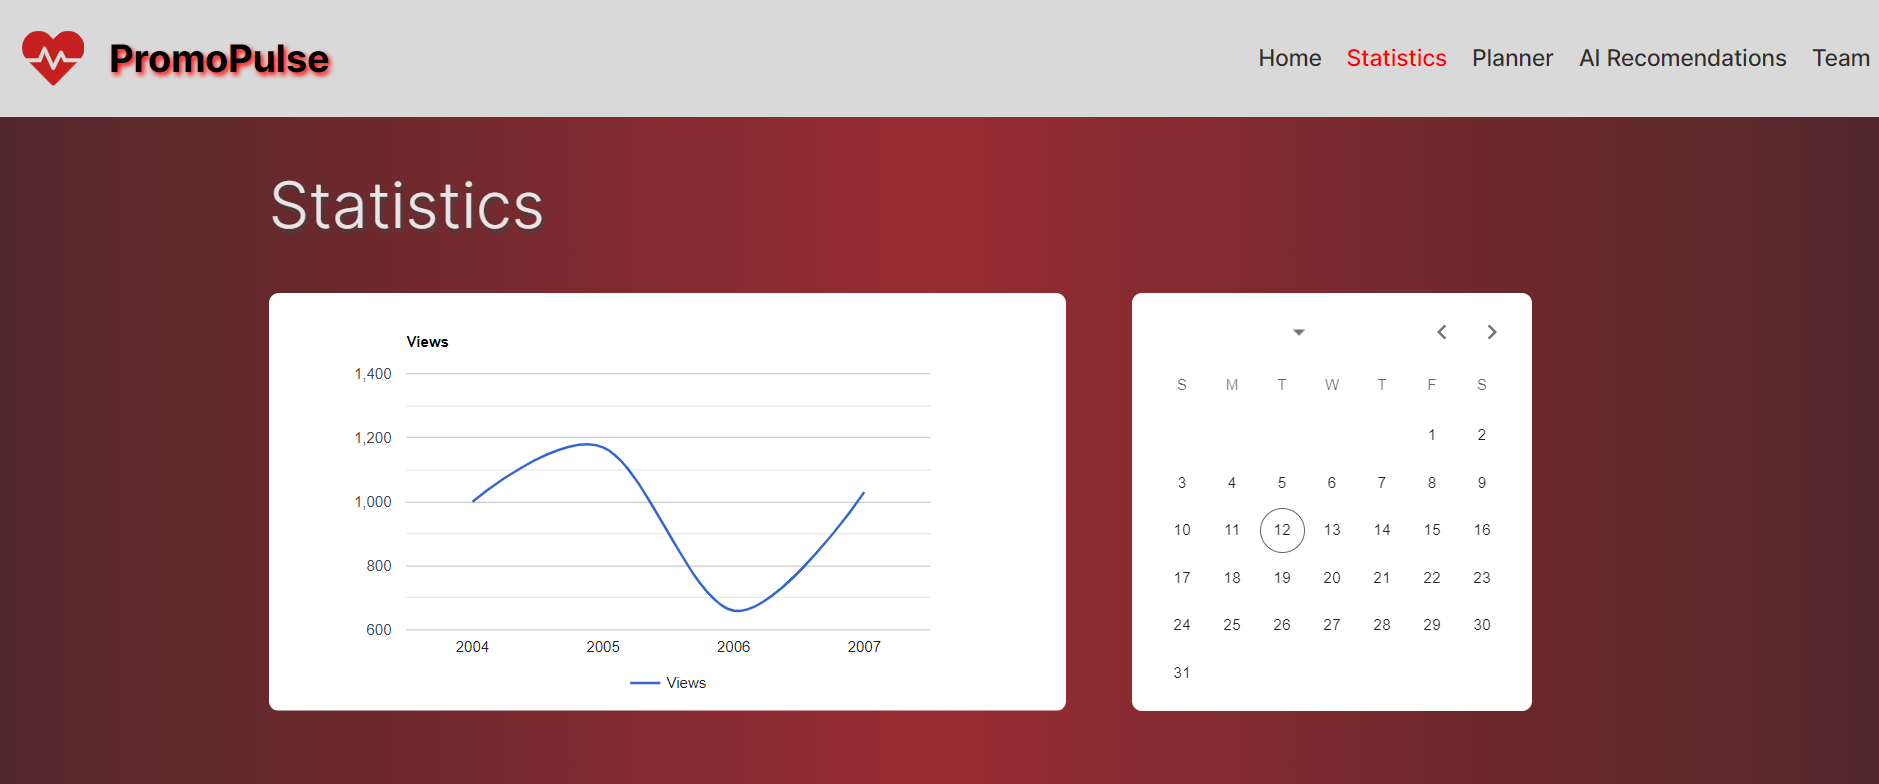 PromoPulse
Home Statistics Planner AI Recomendations Team
Statistics
Views
1,400
1,200
1,000
800
600
2004 2005 2006 2007
Views
S M T W T F S
1 2
3 4 5 6 7 8 9
10 11 12 13 14 15 16
17 18 19 20 21 22 23
24 25 26 27 28 29 30
31